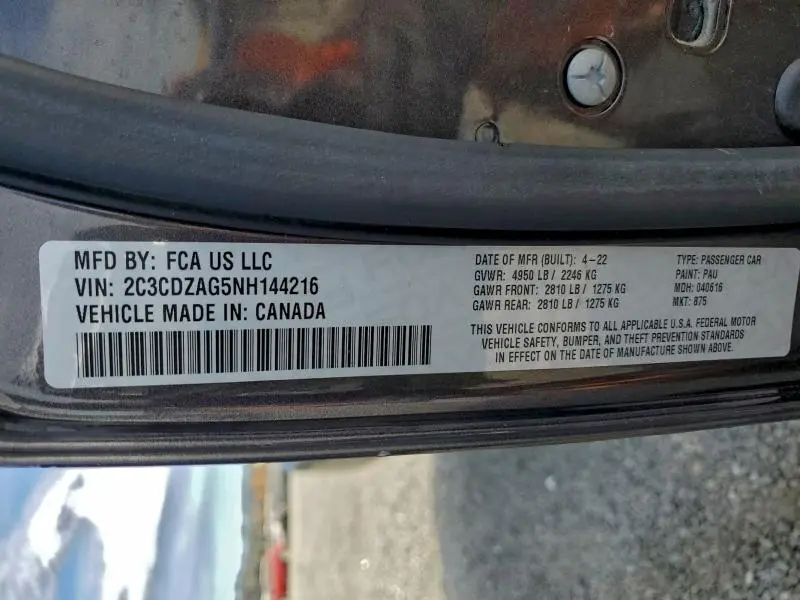 MFD BY: FCA US LLC
VIN: 2C3CDZAG5NH144216
VEHICLE MADE IN: CANADA
DATE OF MFR (BUILT): 4-22
GVWR: 4950 LB / 2246 KG
GAWR FRONT: 2810 LB / 1275 KG
GAWR REAR: 2810 LB / 1275 KG
TYPE: PASSENGER CAR
PAINT: PAU
MDH: 040616
MKT: 875
THIS VEHICLE CONFORMS TO ALL APPLICABLE U.S.A. FEDERAL MOTOR
VEHICLE SAFETY, BUMPER, AND THEFT PREVENTION STANDARDS
IN EFFECT ON THE DATE OF MANUFACTURE SHOWN ABOVE.